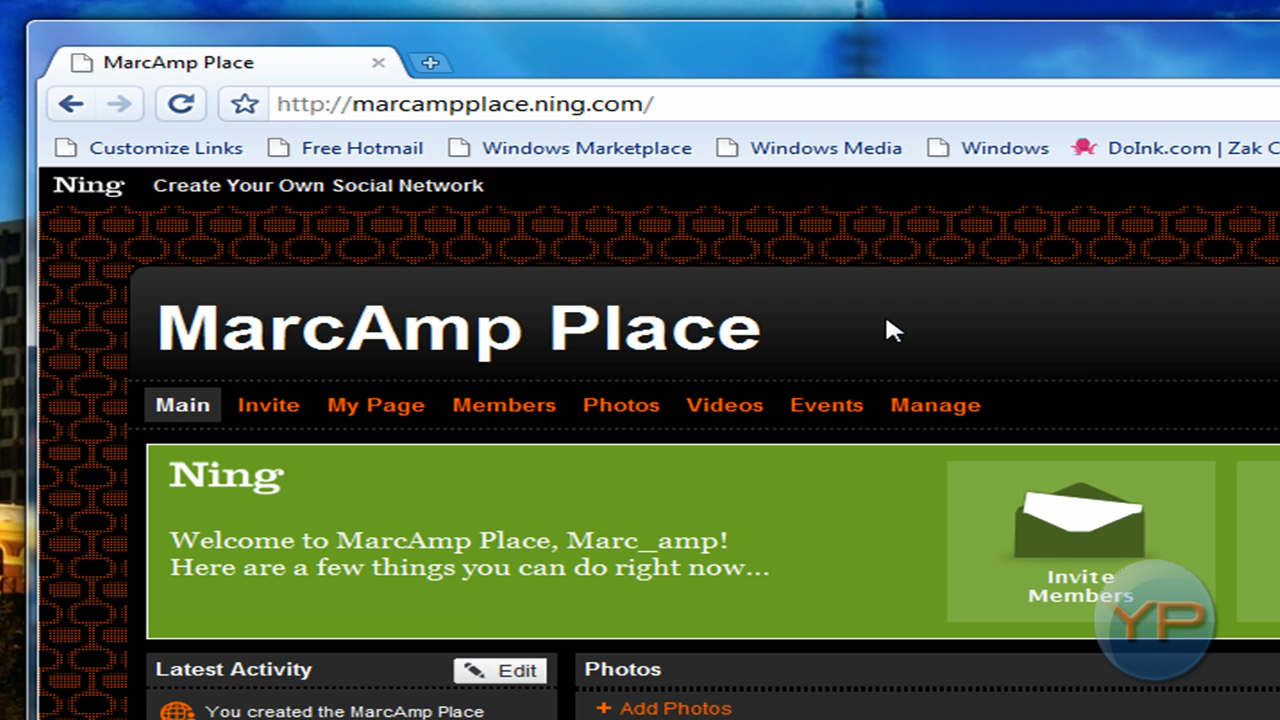 MarcAmp Place
http://marcampplace.ning.com/
Customize Links Free Hotmail Windows Marketplace Windows Media Windows DoInk.com | Zak
Ning Create Your Own Social Network
MarcAmp Place
Main Invite My Page Members Photos Videos Events Manage
Ning
Welcome to MarcAmp Place, Marc_amp!
Here are a few things you can do right now...
Invite
Members
YP
Latest Activity Edit Photos
You created the MarcAmp Place
+ Add Photos